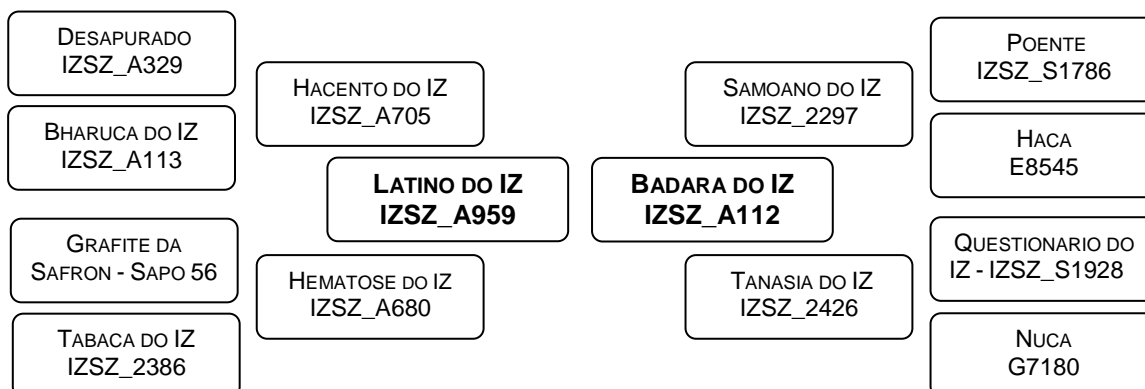 DESAPURADO
IZSZ_A329
BHARUCA DO IZ
IZSZ_A113
GRAFITE DA
SAFRON - SAPO 56
TABACA DO IZ
IZSZ_2386
HACENTO DO IZ
IZSZ_A705
HEMATOSE DO IZ
IZSZ_A680
LATINO DO IZ
IZSZ_A959
BADARA DO IZ
IZSZ_A112
SAMOANO DO IZ
IZSZ_2297
TANASIA DO IZ
IZSZ_2426
POENTE
IZSZ_S1786
HACA
E8545
QUESTIONARIO DO
IZ - IZSZ_S1928
NUCA
G7180